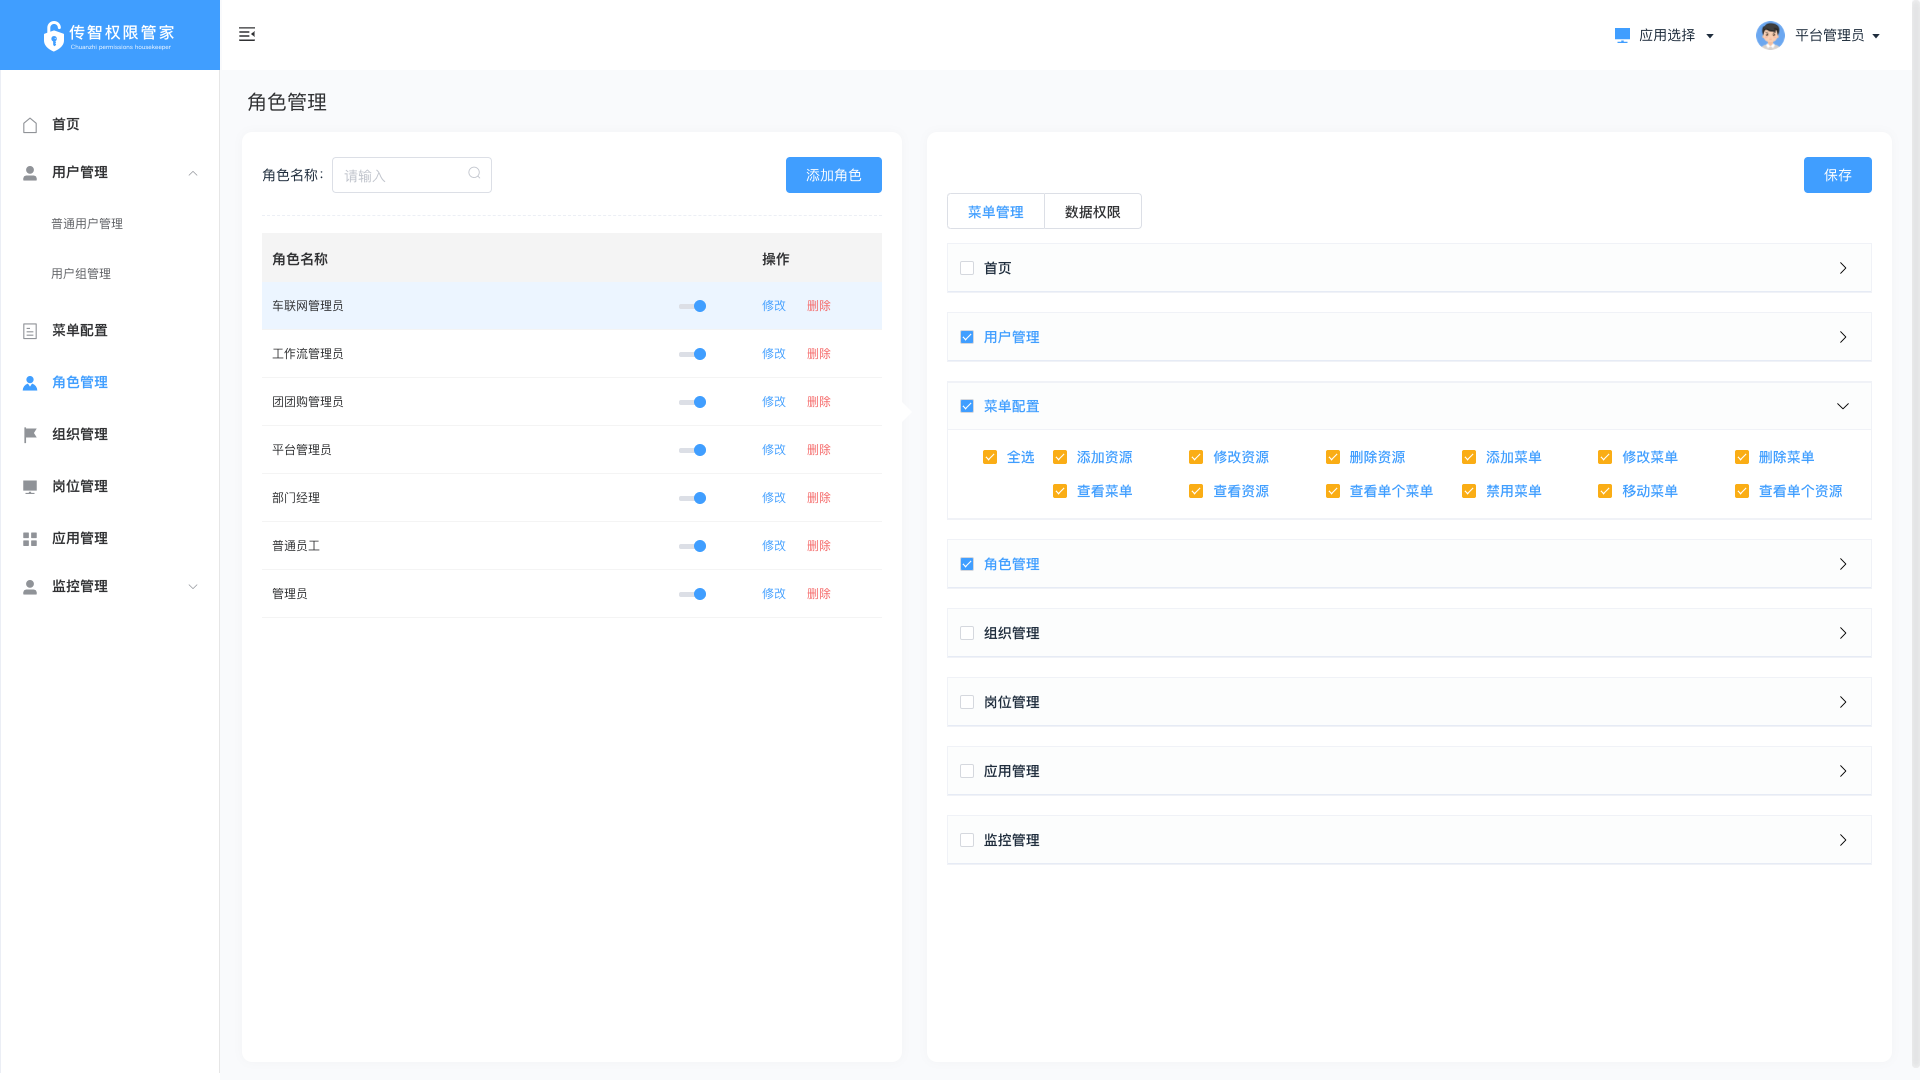 传智权限管家
Chuanzhi permissions housekeeper
应用选择
平台管理员
首页
用户管理
普通用户管理
用户组管理
菜单配置
角色管理
组织管理
岗位管理
应用管理
监控管理
角色管理
角色名称：
请输入
添加角色
角色名称 操作
车联网管理员 修改 删除
工作流管理员 修改 删除
团团购管理员 修改 删除
平台管理员 修改 删除
部门经理 修改 删除
普通员工 修改 删除
管理员 修改 删除
保存
菜单管理 数据权限
首页
用户管理
菜单配置
全选 添加资源 修改资源 删除资源 添加菜单 修改菜单 删除菜单
查看菜单 查看资源 查看单个菜单 禁用菜单 移动菜单 查看单个资源
角色管理
组织管理
岗位管理
应用管理
监控管理